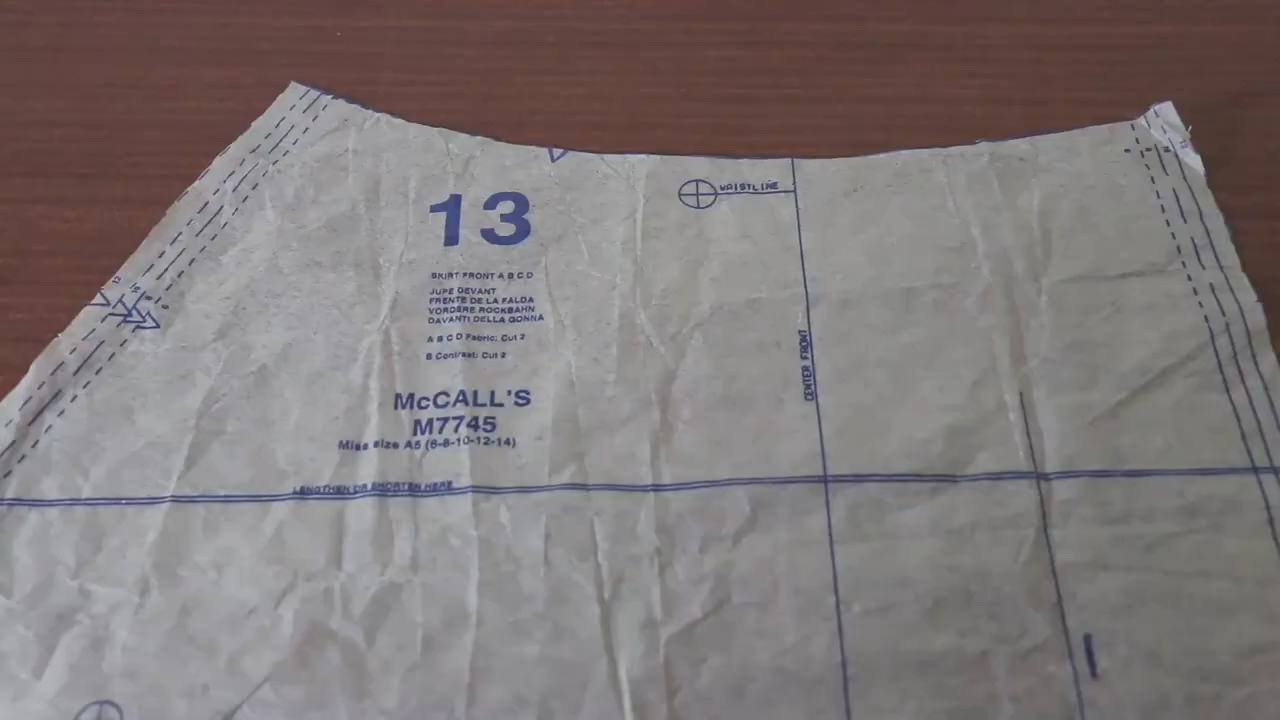 WAISTLINE
13
SKIRT FRONT A B C D
JUPE DEVANT
FRENTE DE LA FALDA
VORDERE ROCKBAHN
DAVANTI DELLA GONNA
A B C D Fabric: Cut 2
B Contrast: Cut 2
CENTER FRONT
McCALL'S
M7745
Miss size A5 (6-8-10-12-14)
LENGTHEN OR SHORTEN HERE